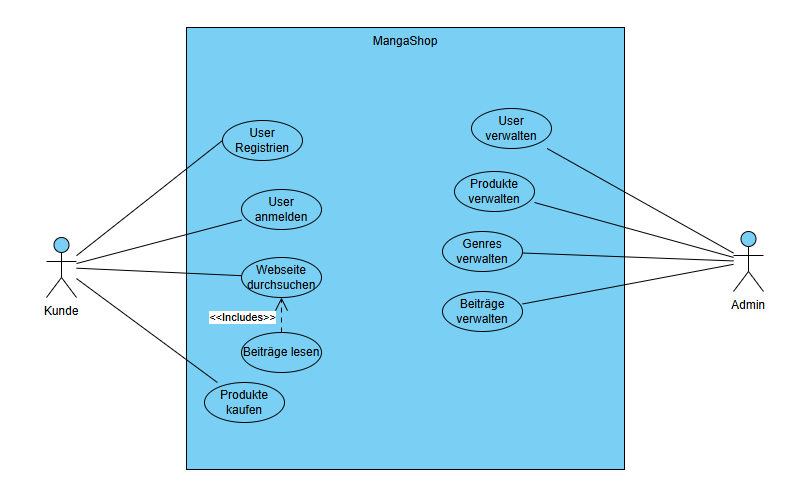 MangaShop
User
Registrien
User
anmelden
Webseite
durchsuchen
<<Includes>>
Beiträge lesen
Produkte
kaufen
User
verwalten
Produkte
verwalten
Genres
verwalten
Beiträge
verwalten
Kunde
Admin